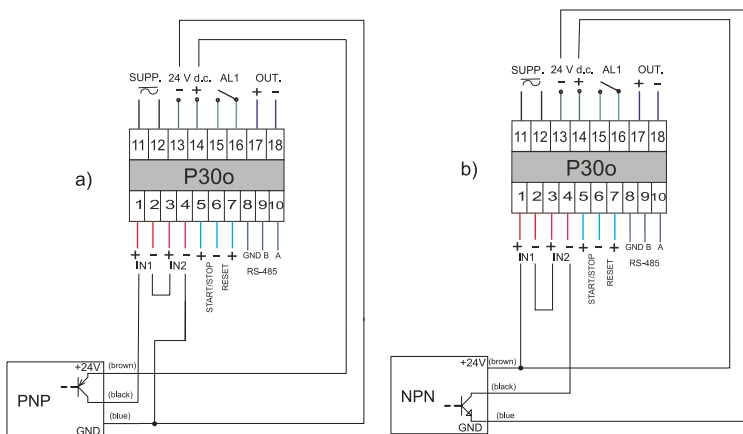 a)
24 V d.c. AL1
SUPP. OUT.
- + + -
11 12 13 14 15 16 17 18
P30o
1 2 3 4 5 6 7 8 9 10
+ - + - + - + GND B A
IN1 IN2 START/STOP RESET RS-485
+24V (brown)
PNP (black)
(blue)
GND
b)
24 V d.c. AL1
SUPP. OUT.
- + + -
11 12 13 14 15 16 17 18
P30o
1 2 3 4 5 6 7 8 9 10
+ - + - + - + GND B A
IN1 IN2 START/STOP RESET RS-485
+24V (brown)
NPN (black)
(blue
GND